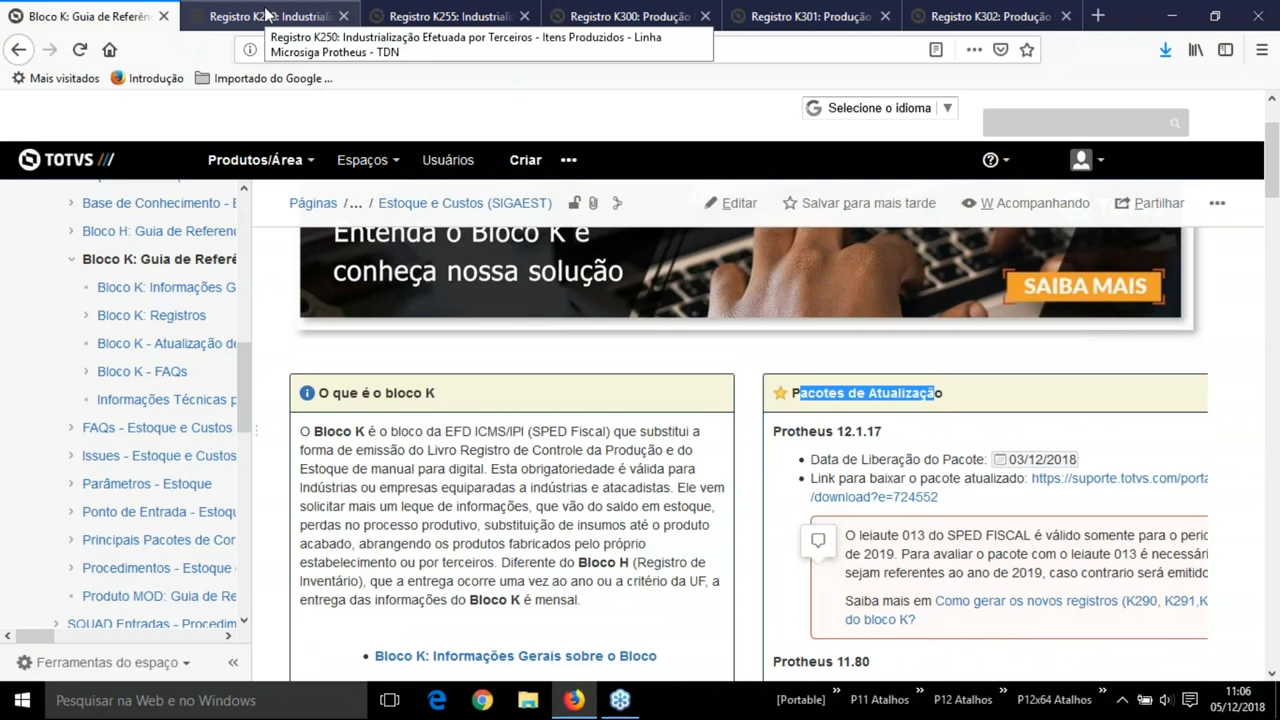 Bloco K: Guia de Referên
Registro K250: Industriali
Registro K255: Industrializ
Registro K300: Produção
Registro K301: Produção
Registro K302: Produção
Registro K250: Industrialização Efetuada por Terceiros - Itens Produzidos - Linha
Microsiga Protheus - TDN
Mais visitados
Introdução
Importado do Google ...
Selecione o idioma
TOTVS
Produtos/Área
Espaços
Usuários
Criar
Base de Conhecimento - E
Bloco H: Guia de Referenc
Bloco K: Guia de Referê
Bloco K: Informações G
Bloco K: Registros
Bloco K - Atualização de
Bloco K - FAQs
Informações Técnicas p
FAQs - Estoque e Custos
Issues - Estoque e Custos
Parâmetros - Estoque
Ponto de Entrada - Estoqu
Principais Pacotes de Cor
Procedimentos - Estoque
Produto MOD: Guia de Re
SQUAD Entradas - Procedim
Ferramentas do espaço
Páginas /... / Estoque e Custos (SIGAEST)
Editar
Salvar para mais tarde
W Acompanhando
Partilhar
Entenda o Bloco K e
conheça nossa solução
SAIBA MAIS
O que é o bloco K
O Bloco K é o bloco da EFD ICMS/IPI (SPED Fiscal) que substitui a
forma de emissão do Livro Registro de Controle da Produção e do
Estoque de manual para digital. Esta obrigatoriedade é válida para
Indústrias ou empresas equiparadas a indústrias e atacadistas. Ele vem
solicitar mais um leque de informações, que vão do saldo em estoque,
perdas no processo produtivo, substituição de insumos até o produto
acabado, abrangendo os produtos fabricados pelo próprio
estabelecimento ou por terceiros. Diferente do Bloco H (Registro de
Inventário), que a entrega ocorre uma vez ao ano ou a critério da UF, a
entrega das informações do Bloco K é mensal.
Bloco K: Informações Gerais sobre o Bloco
Pacotes de Atualização
Protheus 12.1.17
Data de Liberação do Pacote: 03/12/2018
Link para baixar o pacote atualizado: https://suporte.totvs.com/porta
/download?e=724552
O leiaute 013 do SPED FISCAL é válido somente para o perio
de 2019. Para avaliar o pacote com o leiaute 013 é necessári
sejam referentes ao ano de 2019, caso contrario será emitido
Saiba mais em Como gerar os novos registros (K290, K291,K
do bloco K?
Protheus 11.80
Pesquisar na Web e no Windows
[Portable]
P11 Atalhos
P12 Atalhos
P12x64 Atalhos
11:06
05/12/2018